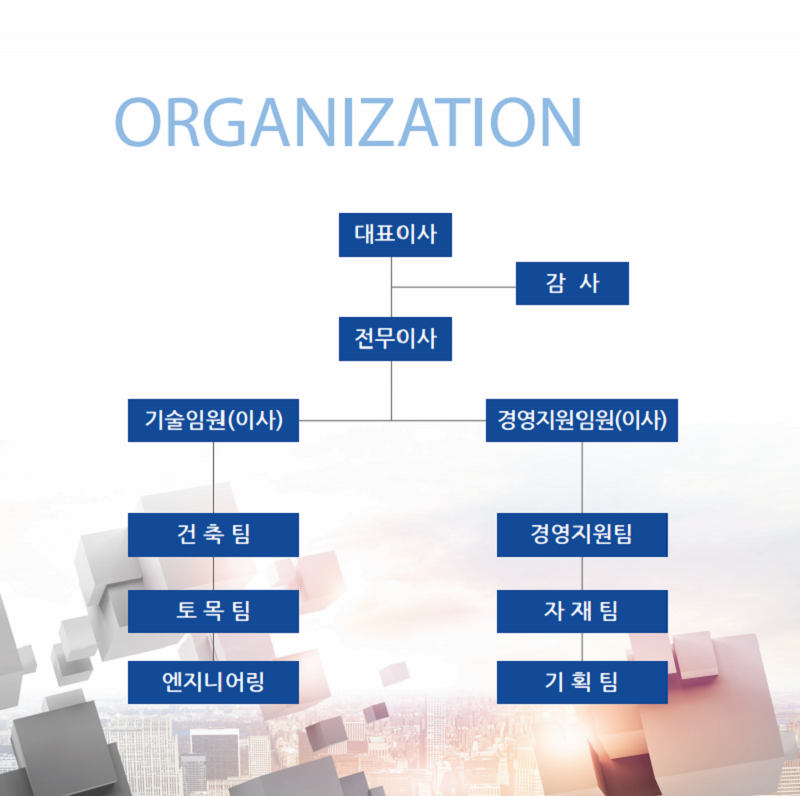 ORGANIZATION
대표이사
감 사
전무이사
기술임원(이사)
경영지원임원(이사)
건 축 팀
경영지원팀
토 목 팀
자 재 팀
엔지니어링
기 획 팀